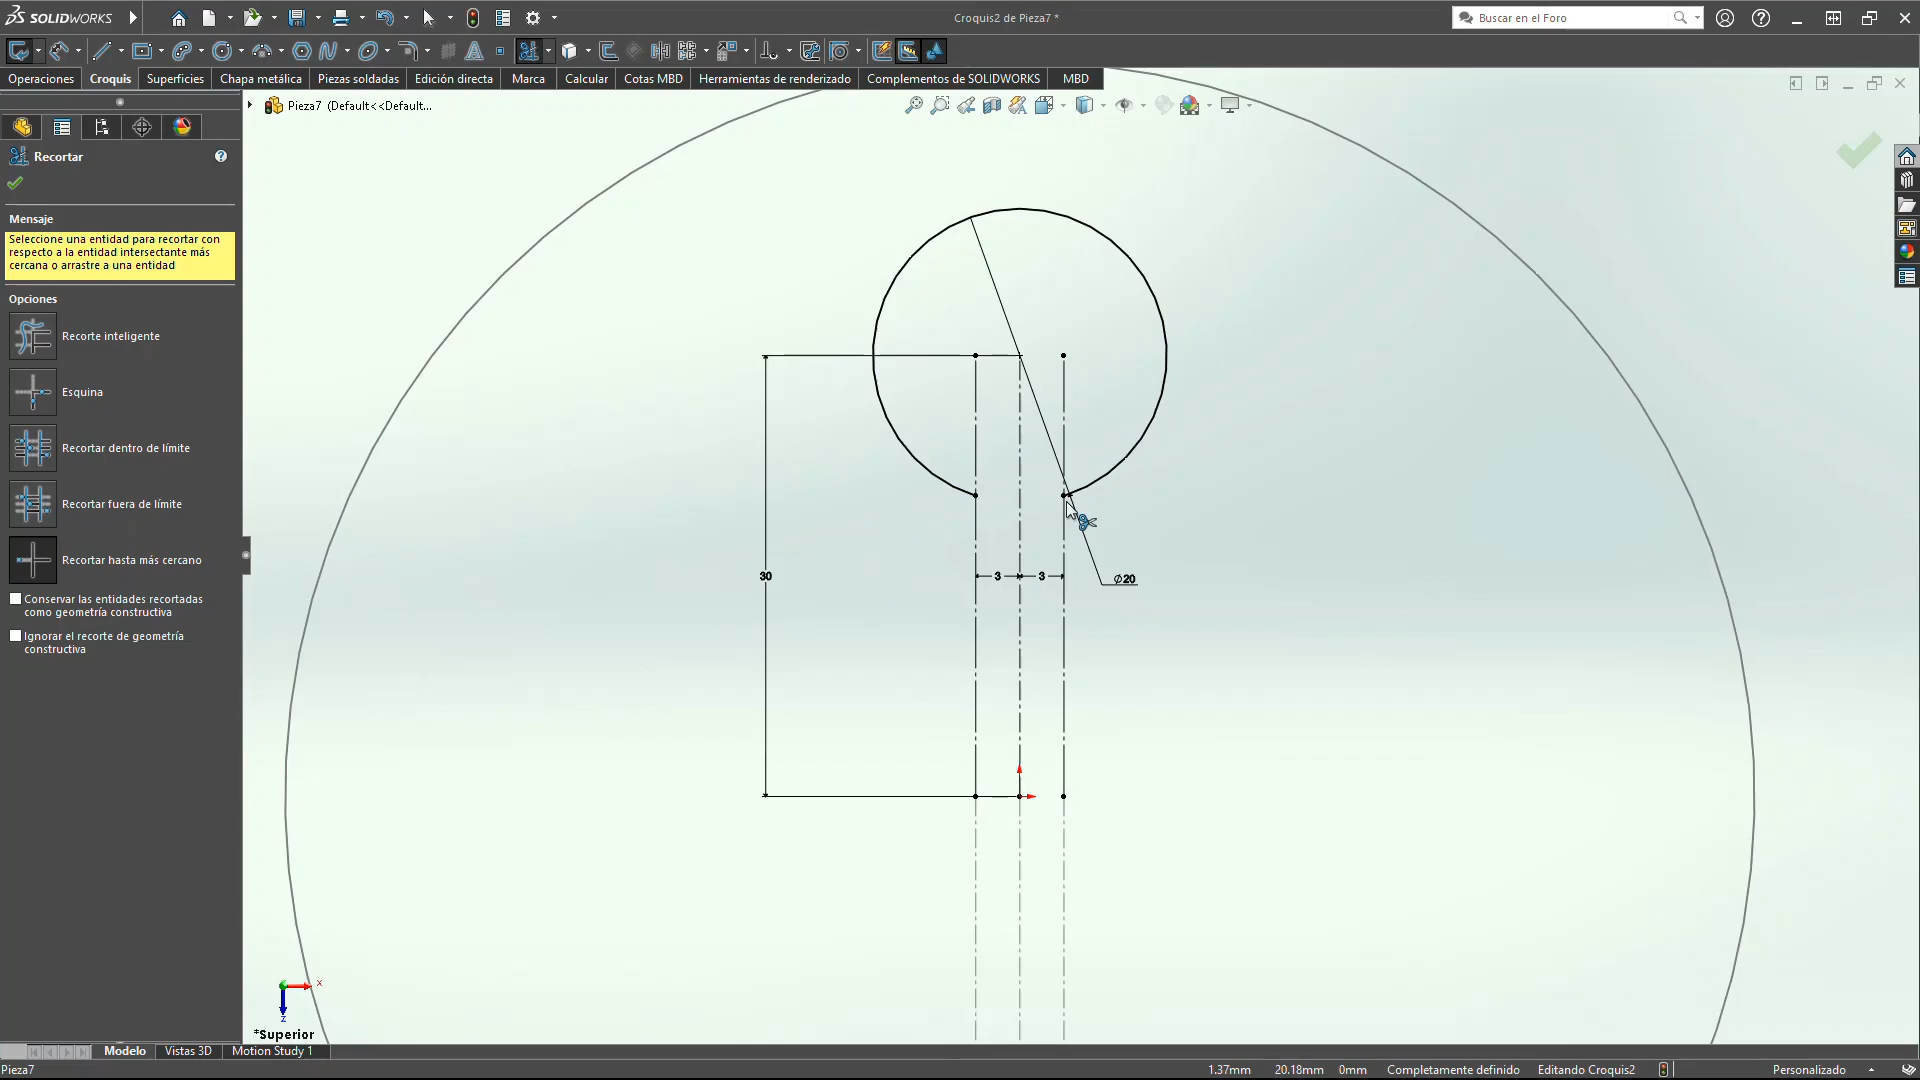 SOLIDWORKS
Croquis2 de Pieza7 *
Buscar en el Foro
Operaciones
Croquis
Superficies
Chapa metálica
Piezas soldadas
Edición directa
Marca
Calcular
Cotas MBD
Herramientas de renderizado
Complementos de SOLIDWORKS
MBD
Pieza7 (Default<<Default...
Recortar
Mensaje
Seleccione una entidad para recortar con
respecto a la entidad intersectante más
cercana o arrastre a una entidad
Opciones
Recorte inteligente
Esquina
Recortar dentro de límite
Recortar fuera de límite
Recortar hasta más cercano
Conservar las entidades recortadas
como geometría constructiva
Ignorar el recorte de geometría
constructiva
30
3
3
Ø20
x
z
*Superior
Modelo
Vistas 3D
Motion Study 1
Pieza7
1.37mm
20.18mm
0mm
Completamente definido
Editando Croquis2
Personalizado